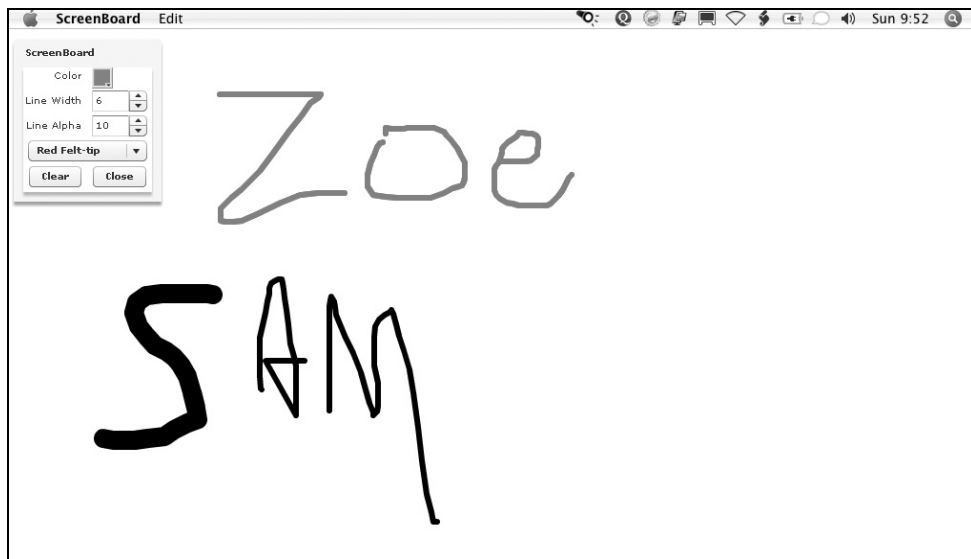 ScreenBoard Edit Sun 9:52
ScreenBoard
Color
Line Width 6
Line Alpha 10
Red Felt-tip
Clear Close
Zoe
SAM